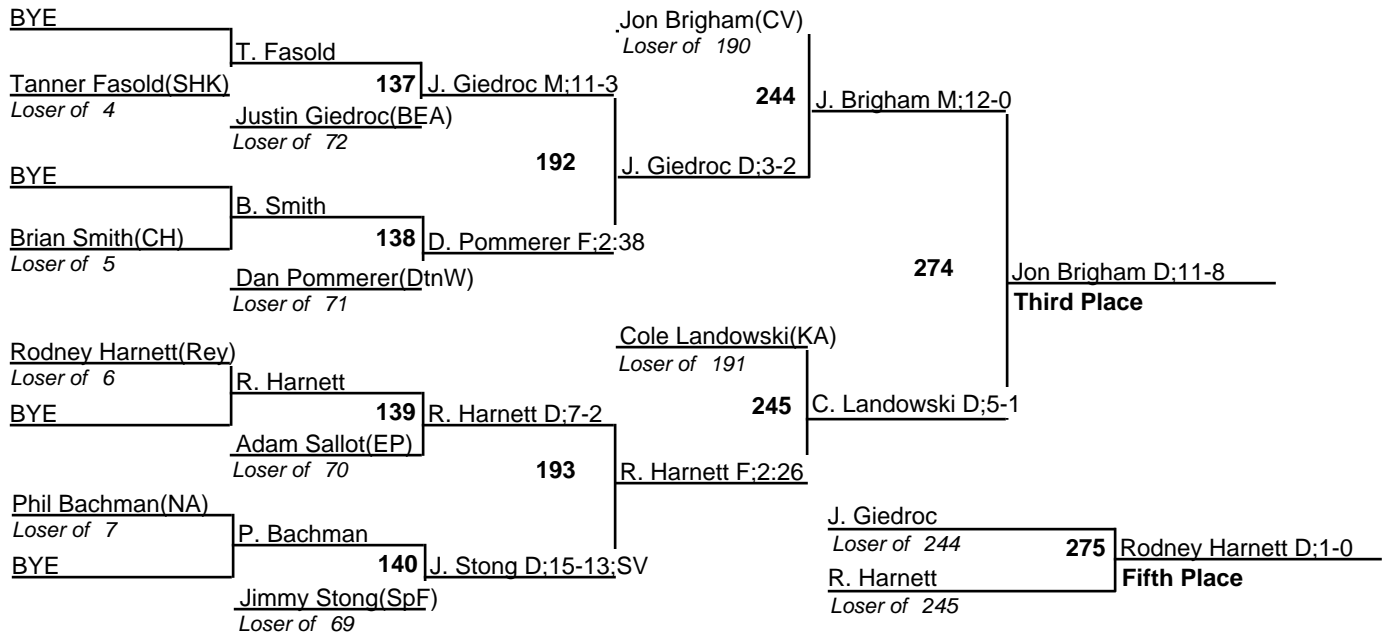 BYE
T. Fasold
Tanner Fasold(SHK)
Loser of 4
137
J. Giedroc M;11-3
Justin Giedroc(BEA)
Loser of 72
BYE
B. Smith
Brian Smith(CH)
Loser of 5
138
D. Pommerer F;2:38
Dan Pommerer(DtnW)
Loser of 71
192
J. Giedroc D;3-2
Jon Brigham(CV)
Loser of 190
244
J. Brigham M;12-0
Rodney Harnett(Rey)
Loser of 6
R. Harnett
BYE
139
R. Harnett D;7-2
Adam Sallot(EP)
Loser of 70
Phil Bachman(NA)
Loser of 7
P. Bachman
BYE
140
J. Stong D;15-13;SV
Jimmy Stong(SpF)
Loser of 69
193
R. Harnett F;2:26
Cole Landowski(KA)
Loser of 191
245
C. Landowski D;5-1
274
Jon Brigham D;11-8
Third Place
J. Giedroc
Loser of 244
275
Rodney Harnett D;1-0
Fifth Place
R. Harnett
Loser of 245